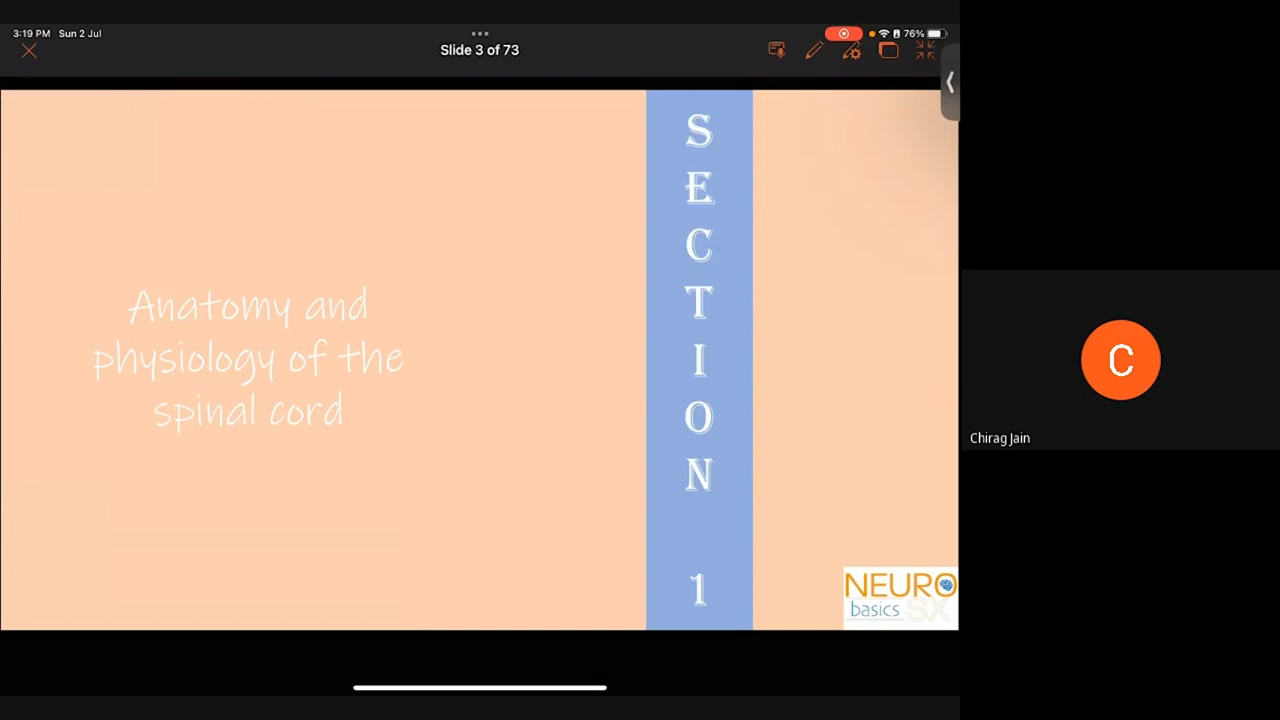 3:19 PM Sun 2 Jul
76%
Slide 3 of 73
Anatomy and
physiology of the
spinal cord
S
E
C
T
I
O
N
1
NEURO
basics SX
C
Chirag Jain